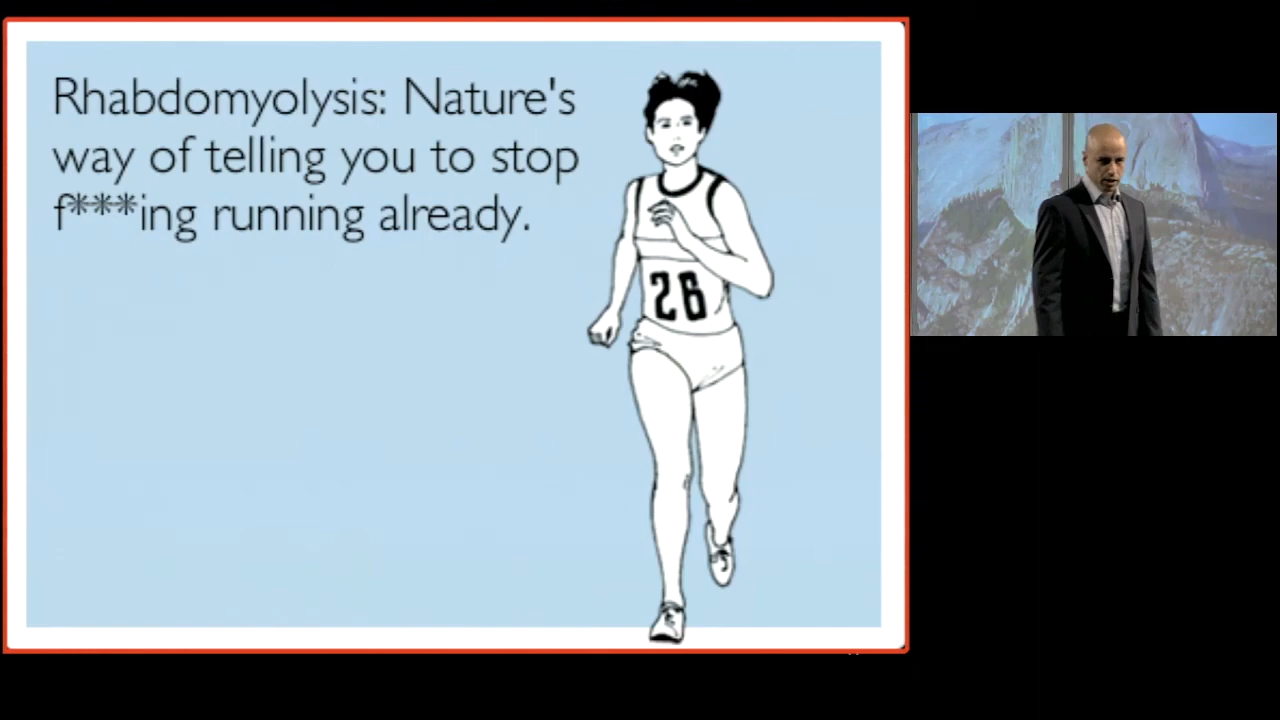 Rhabdomyolysis: Nature's
way of telling you to stop
f***ing running already.
26